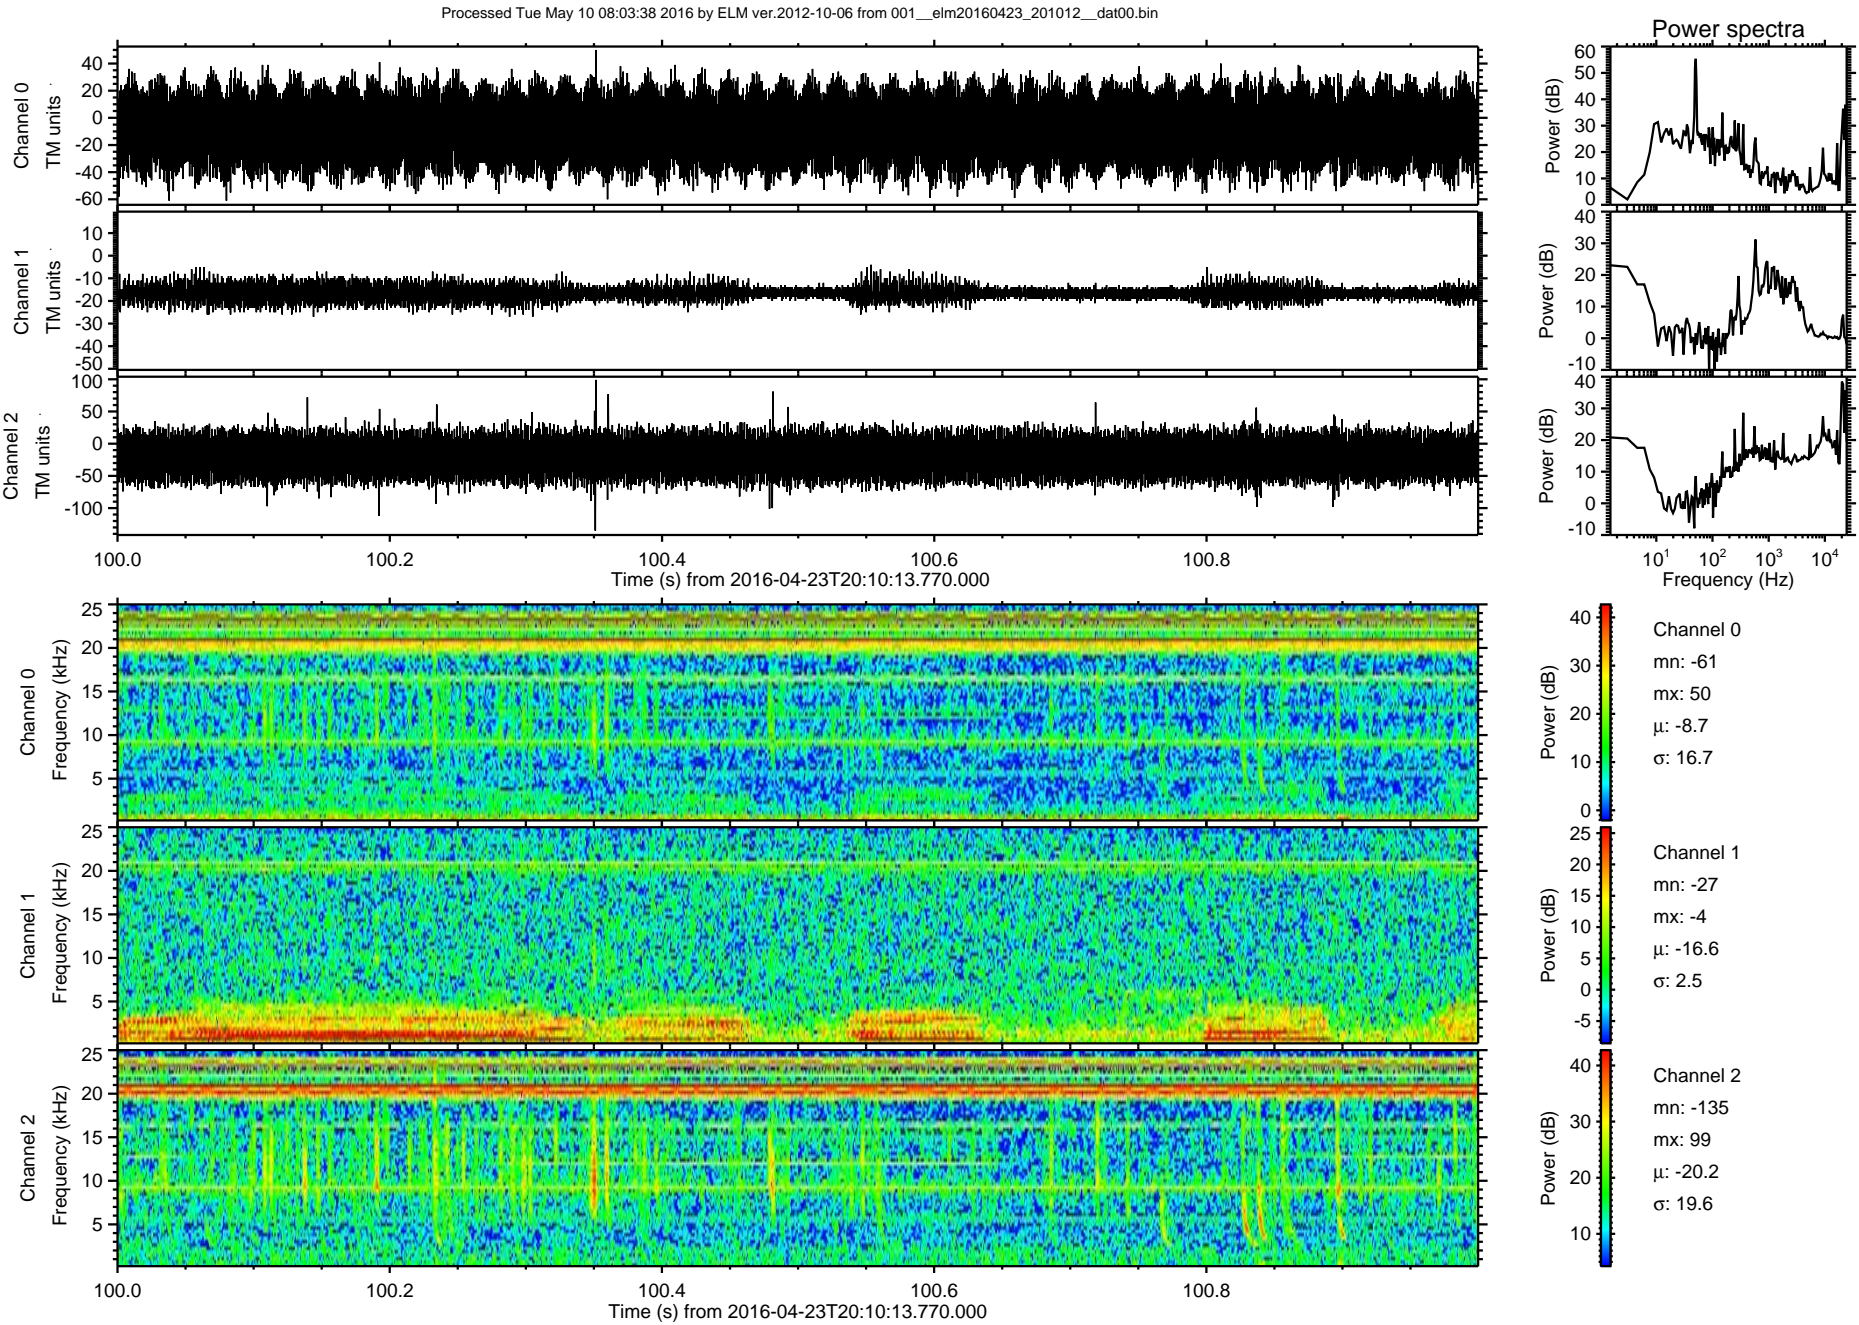 Processed Tue May 10 08:03:38 2016 by ELM ver.2012-10-06 from 001__elm20160423_201012__dat00.bin
Power spectra
Channel 0
TM units
40
20
0
-20
-40
-60
Power (dB)
60
50
40
30
20
10
0
Channel 1
TM units
10
0
-10
-20
-30
-40
-50
Power (dB)
40
30
20
10
0
-10
Channel 2
TM units
100
50
0
-50
-100
Power (dB)
40
30
20
10
0
-10
100.0 100.2 100.4 100.6 100.8
Time (s) from 2016-04-23T20:10:13.770.000
10¹ 10² 10³ 10⁴
Frequency (Hz)
Channel 0
Frequency (kHz)
25
20
15
10
5
Power (dB)
40
30
20
10
0
Channel 0
mn: -61
mx: 50
μ: -8.7
σ: 16.7
Channel 1
Frequency (kHz)
25
20
15
10
5
Power (dB)
25
20
15
10
5
0
-5
Channel 1
mn: -27
mx: -4
μ: -16.6
σ: 2.5
Channel 2
Frequency (kHz)
25
20
15
10
5
Power (dB)
40
30
20
10
Channel 2
mn: -135
mx: 99
μ: -20.2
σ: 19.6
100.0 100.2 100.4 100.6 100.8
Time (s) from 2016-04-23T20:10:13.770.000